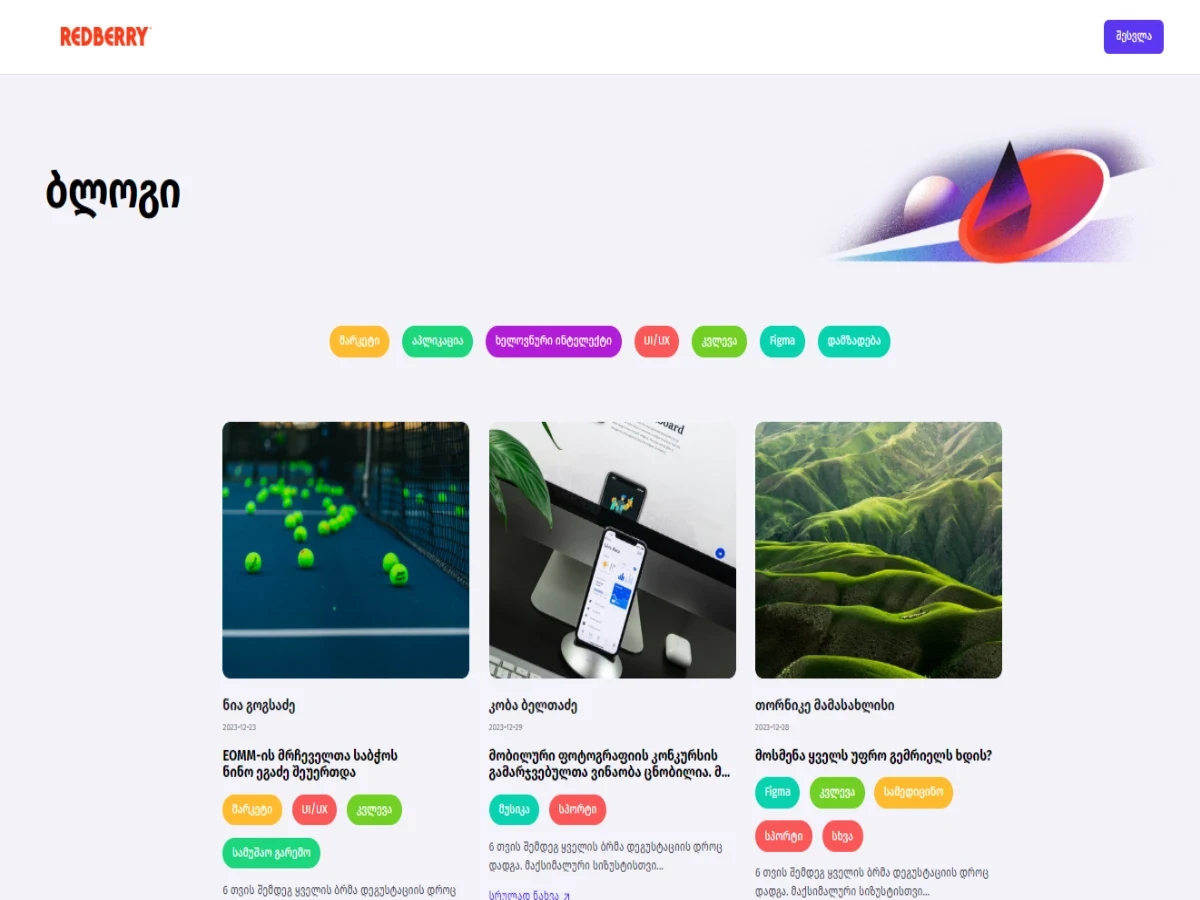 REDBERRY
შესვლა
ბლოგი
მარკეტი
აპლიკაცია
ხელოვნური ინტელექტი
UI/UX
კვლევა
Figma
დამზადება
ნია გოგსაძე
2023-12-23
EOMM-ის მრჩეველთა საბჭოს
ნინო ეგაძე შეუერთდა
მარკეტი
UI/UX
კვლევა
სამუშაო გარემო
6 თვის შემდეგ ყველის ბრმა დეგუსტაციის დროც
კობა ბელთაძე
2023-12-29
მობილური ფოტოგრაფიის კონკურსის
გამარჯვებულთა ვინაობა ცნობილია. მ...
მუსიკა
სპორტი
6 თვის შემდეგ ყველის ბრმა დეგუსტაციის დროც
დადგა. მაქსიმალური სიზუსტისთვი...
სრულად ნახვა
თორნიკე მამასახლისი
2023-12-28
მოსმენა ყველს უფრო გემრიელს ხდის?
Figma
კვლევა
სამედიცინო
სპორტი
სხვა
6 თვის შემდეგ ყველის ბრმა დეგუსტაციის დროც
დადგა. მაქსიმალური სიზუსტისთვი...